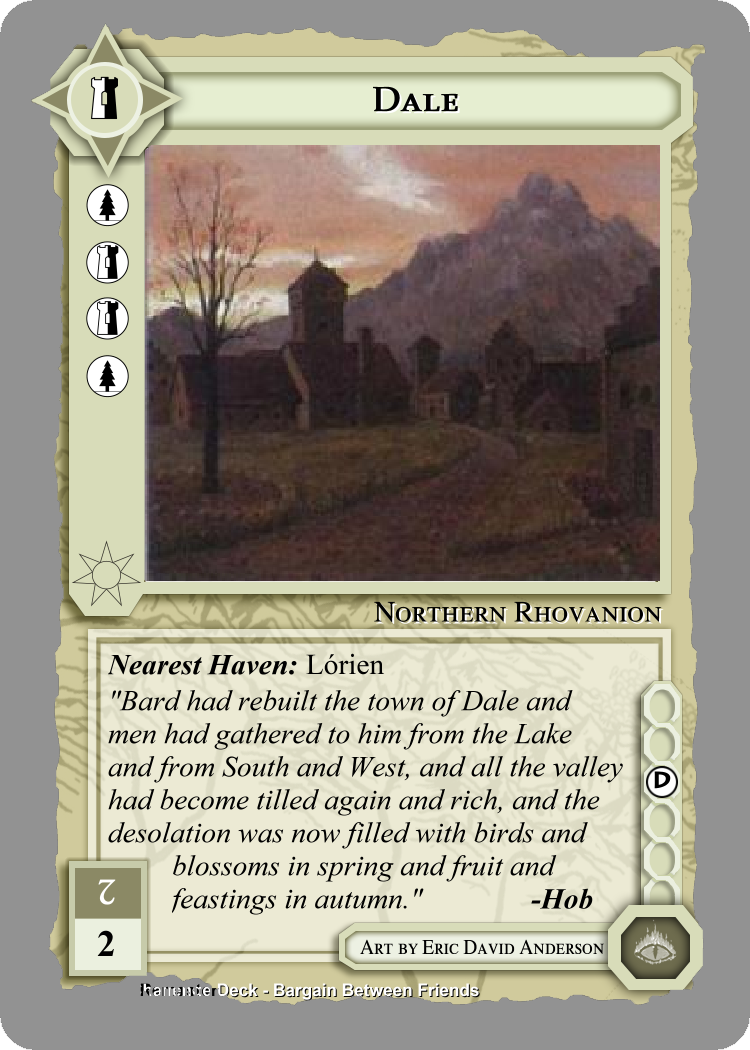 Dale
Northern Rhovanion
Nearest Haven: Lórien
"Bard had rebuilt the town of Dale and
men had gathered to him from the Lake
and from South and West, and all the valley
had become tilled again and rich, and the
desolation was now filled with birds and
blossoms in spring and fruit and
feastings in autumn." -Hob
D
2
2
Art by Eric David Anderson
Deck - Bargain Between Friends